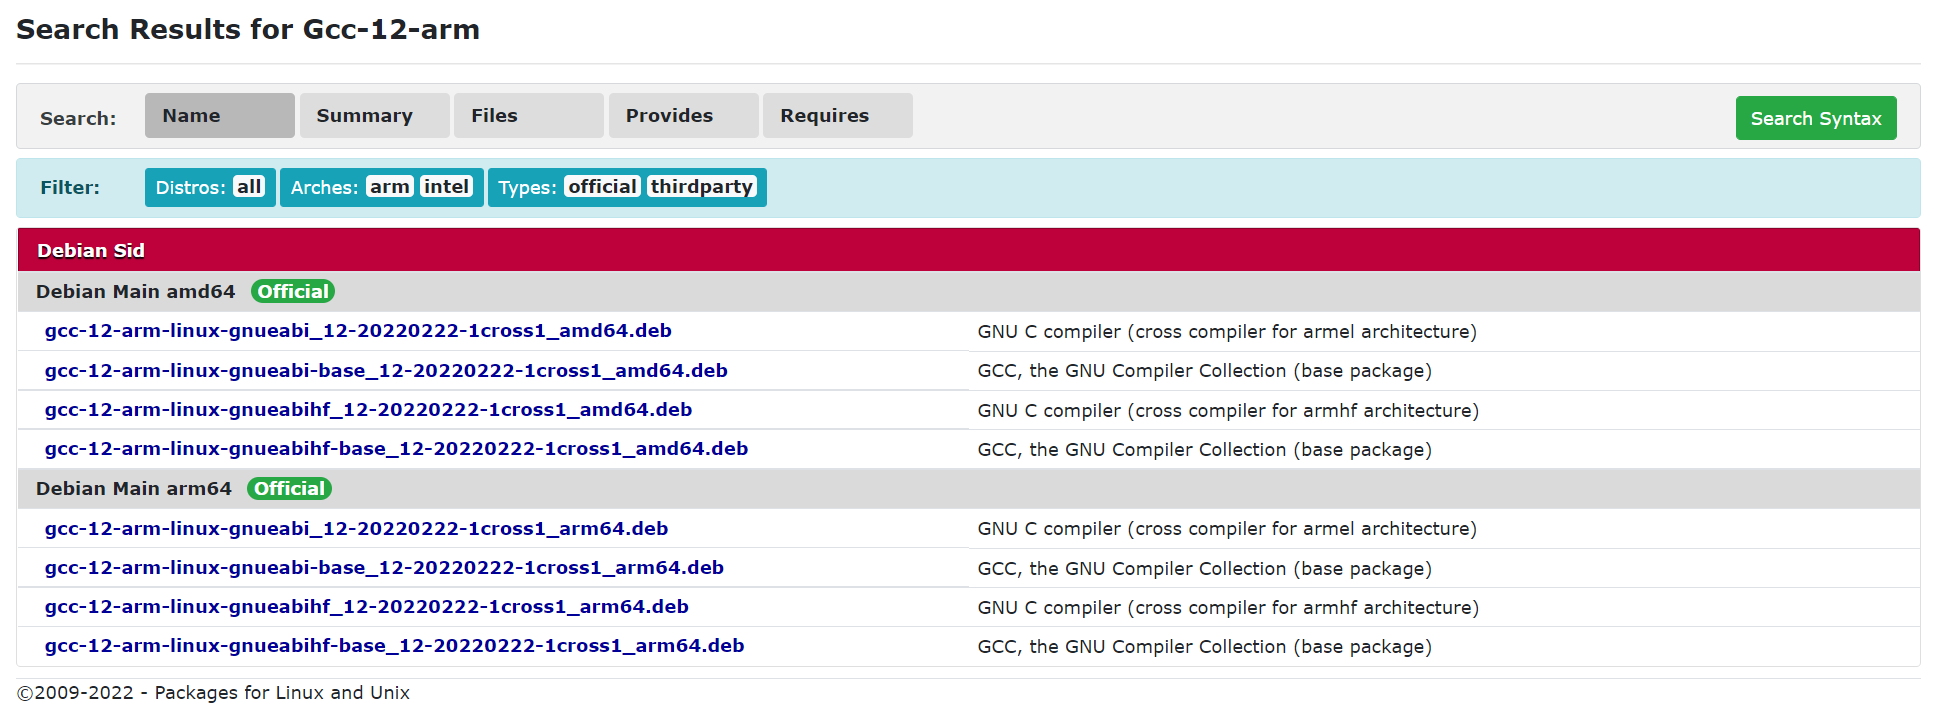 Search Results for Gcc-12-arm
Search: Name Summary Files Provides Requires Search Syntax
Filter: Distros: all Arches: arm intel Types: official thirdparty
Debian Sid
Debian Main amd64 Official
gcc-12-arm-linux-gnueabi_12-20220222-1cross1_amd64.deb GNU C compiler (cross compiler for armel architecture)
gcc-12-arm-linux-gnueabi-base_12-20220222-1cross1_amd64.deb GCC, the GNU Compiler Collection (base package)
gcc-12-arm-linux-gnueabihf_12-20220222-1cross1_amd64.deb GNU C compiler (cross compiler for armhf architecture)
gcc-12-arm-linux-gnueabihf-base_12-20220222-1cross1_amd64.deb GCC, the GNU Compiler Collection (base package)
Debian Main arm64 Official
gcc-12-arm-linux-gnueabi_12-20220222-1cross1_arm64.deb GNU C compiler (cross compiler for armel architecture)
gcc-12-arm-linux-gnueabi-base_12-20220222-1cross1_arm64.deb GCC, the GNU Compiler Collection (base package)
gcc-12-arm-linux-gnueabihf_12-20220222-1cross1_arm64.deb GNU C compiler (cross compiler for armhf architecture)
gcc-12-arm-linux-gnueabihf-base_12-20220222-1cross1_arm64.deb GCC, the GNU Compiler Collection (base package)
©2009-2022 - Packages for Linux and Unix